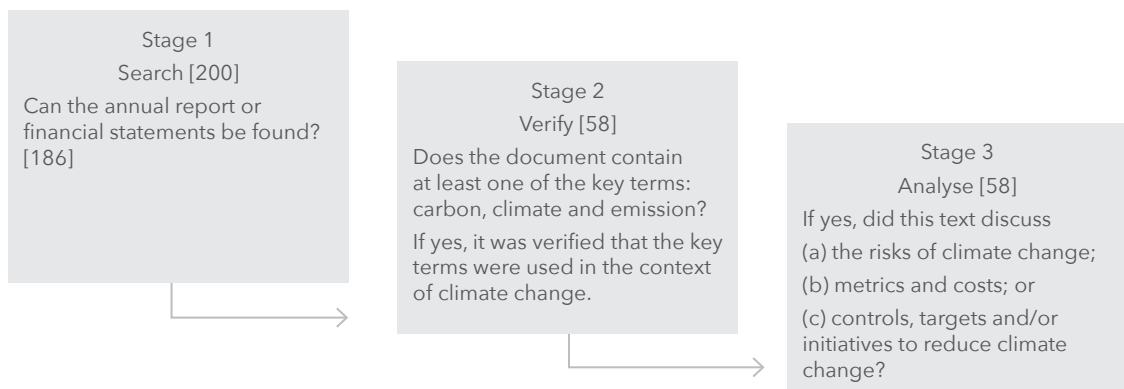 Stage 1
Search [200]
Can the annual report or
financial statements be found?
[186]
Stage 2
Verify [58]
Does the document contain
at least one of the key terms:
carbon, climate and emission?
If yes, it was verified that the key
terms were used in the context
of climate change.
Stage 3
Analyse [58]
If yes, did this text discuss
(a) the risks of climate change;
(b) metrics and costs; or
(c) controls, targets and/or
initiatives to reduce climate
change?